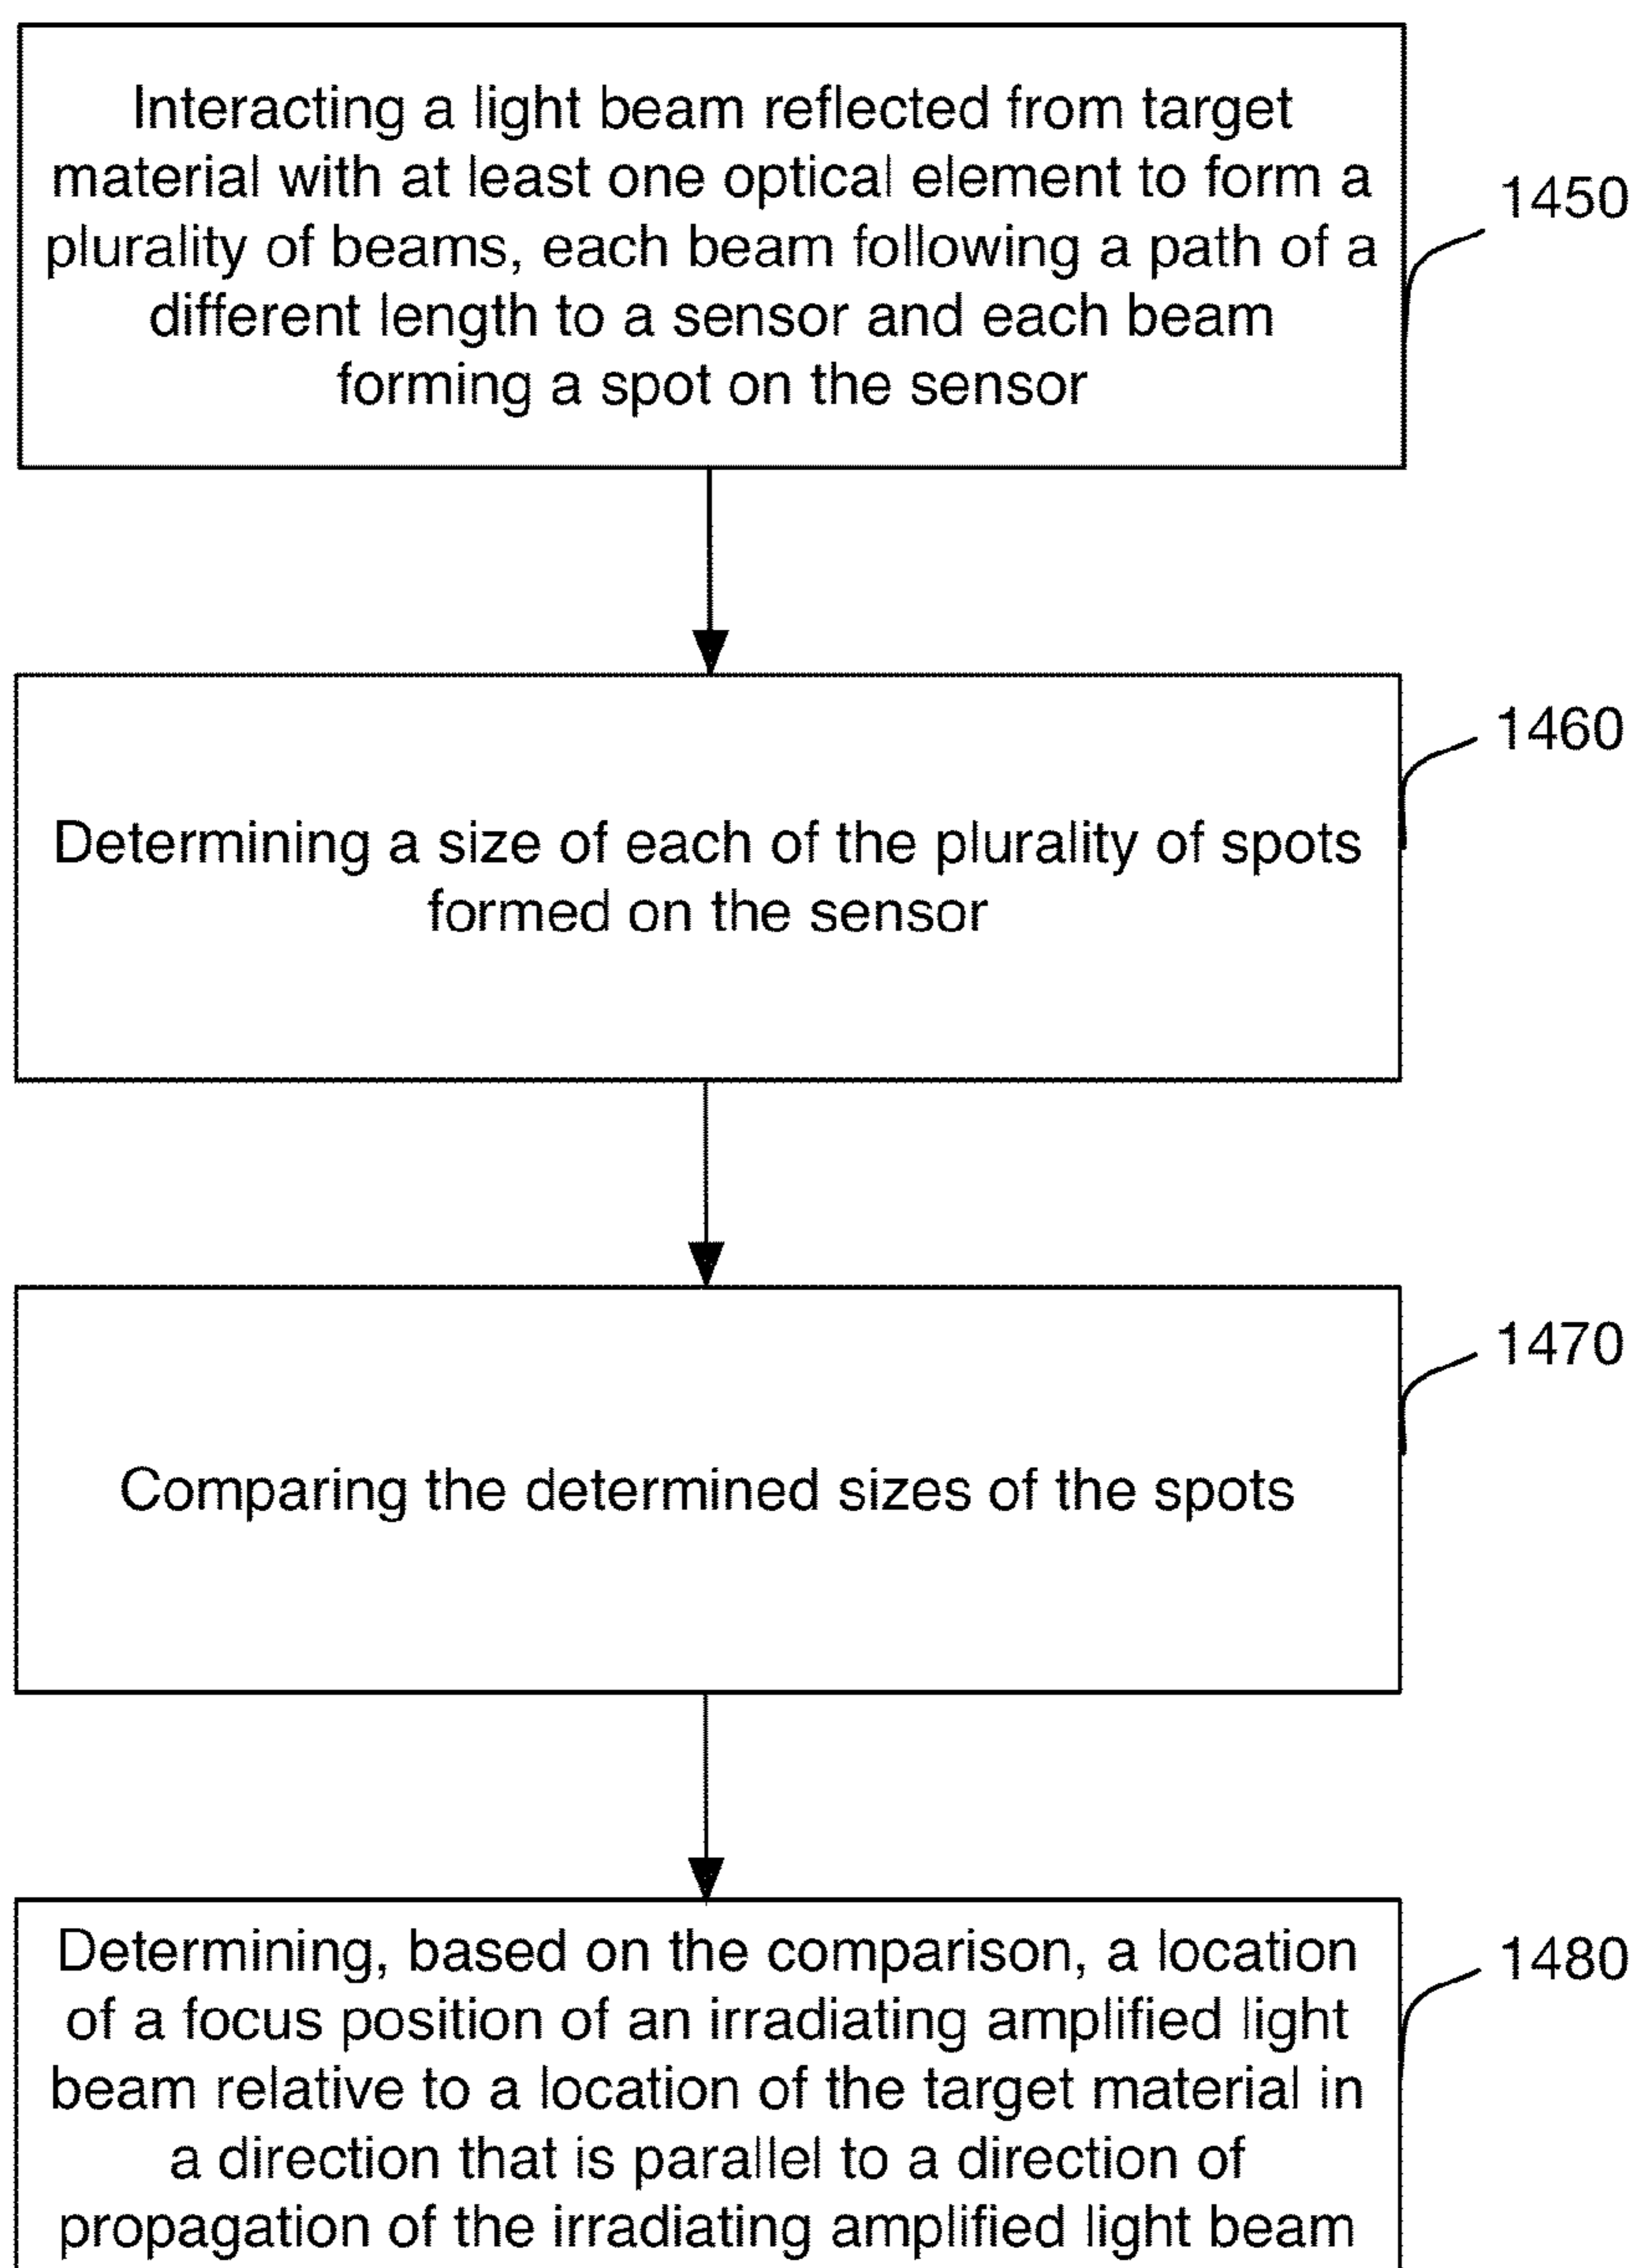 Interacting a light beam reflected from target
material with at least one optical element to form a
plurality of beams, each beam following a path of a
different length to a sensor and each beam
forming a spot on the sensor
1450
Determining a size of each of the plurality of spots
formed on the sensor
1460
Comparing the determined sizes of the spots
1470
Determining, based on the comparison, a location
of a focus position of an irradiating amplified light
beam relative to a location of the target material in
a direction that is parallel to a direction of
propagation of the irradiating amplified light beam
1480